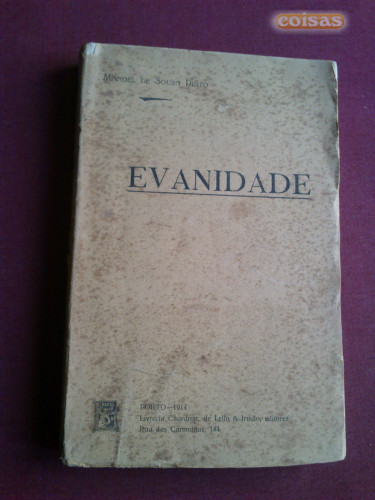 coisas
Manoel de Sousa Pinto
EVANIDADE
PORTO—1914
Livraria Chardron, de Lello & Irmão, editores
Rua das Carmelitas, 144